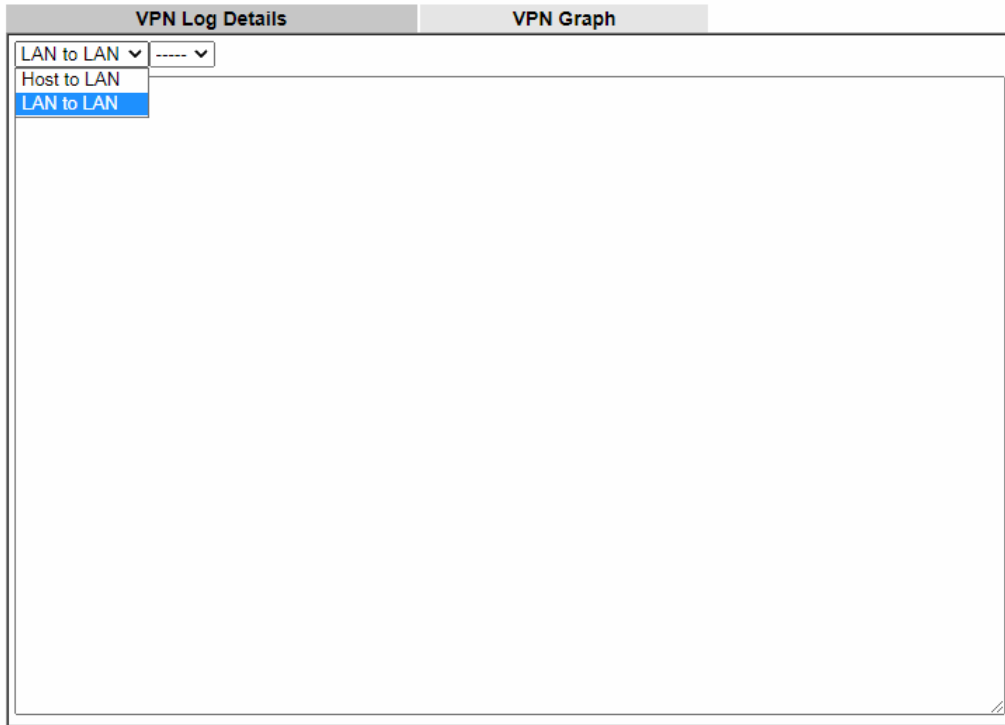 VPN Log Details VPN Graph
LAN to LAN -----
Host to LAN
LAN to LAN